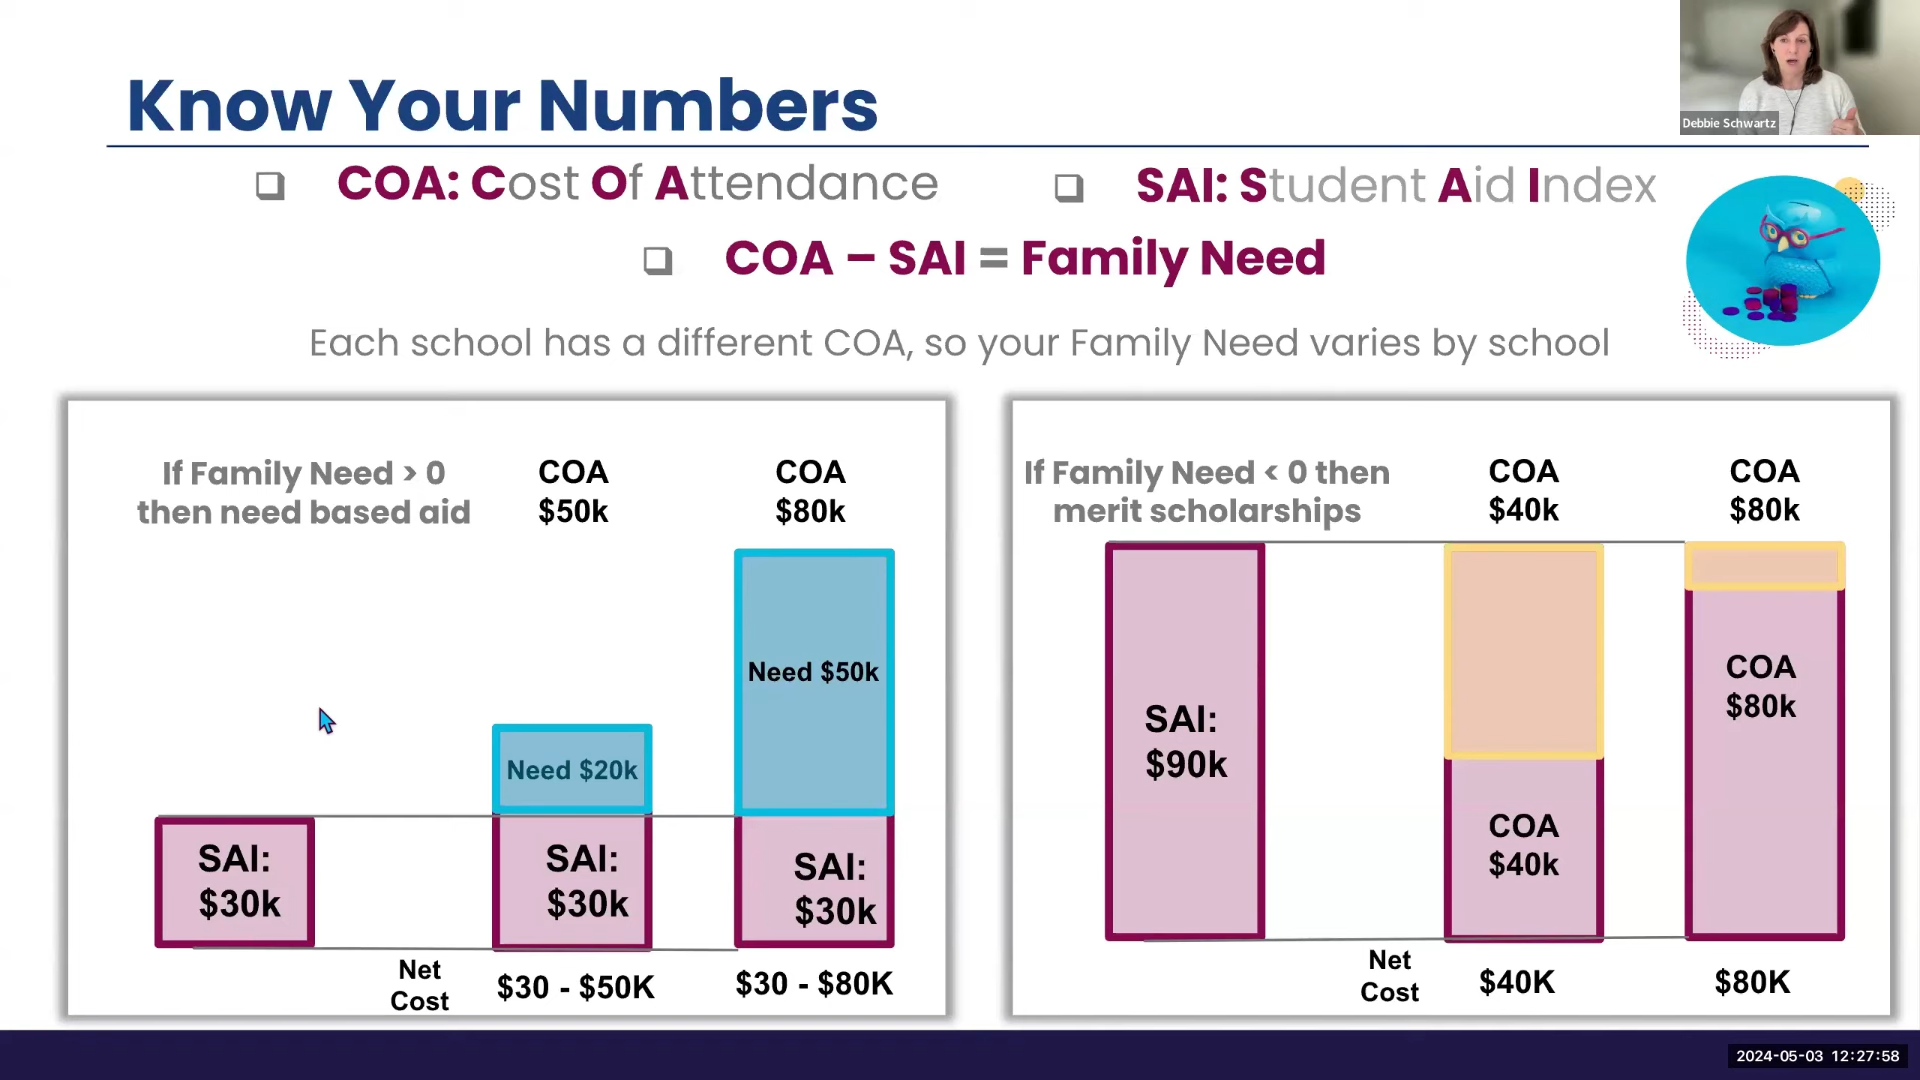 Know Your Numbers
Debbie Schwartz
COA: Cost Of Attendance
SAI: Student Aid Index
COA – SAI = Family Need
Each school has a different COA, so your Family Need varies by school
If Family Need > 0
then need based aid
COA
$50k
COA
$80k
Need $50k
Need $20k
SAI:
$30k
SAI:
$30k
SAI:
$30k
Net
Cost
$30 - $50K
$30 - $80K
If Family Need < 0 then
merit scholarships
COA
$40k
COA
$80k
SAI:
$90k
COA
$40k
COA
$80k
Net
Cost
$40K
$80K
2024-05-03 12:27:58